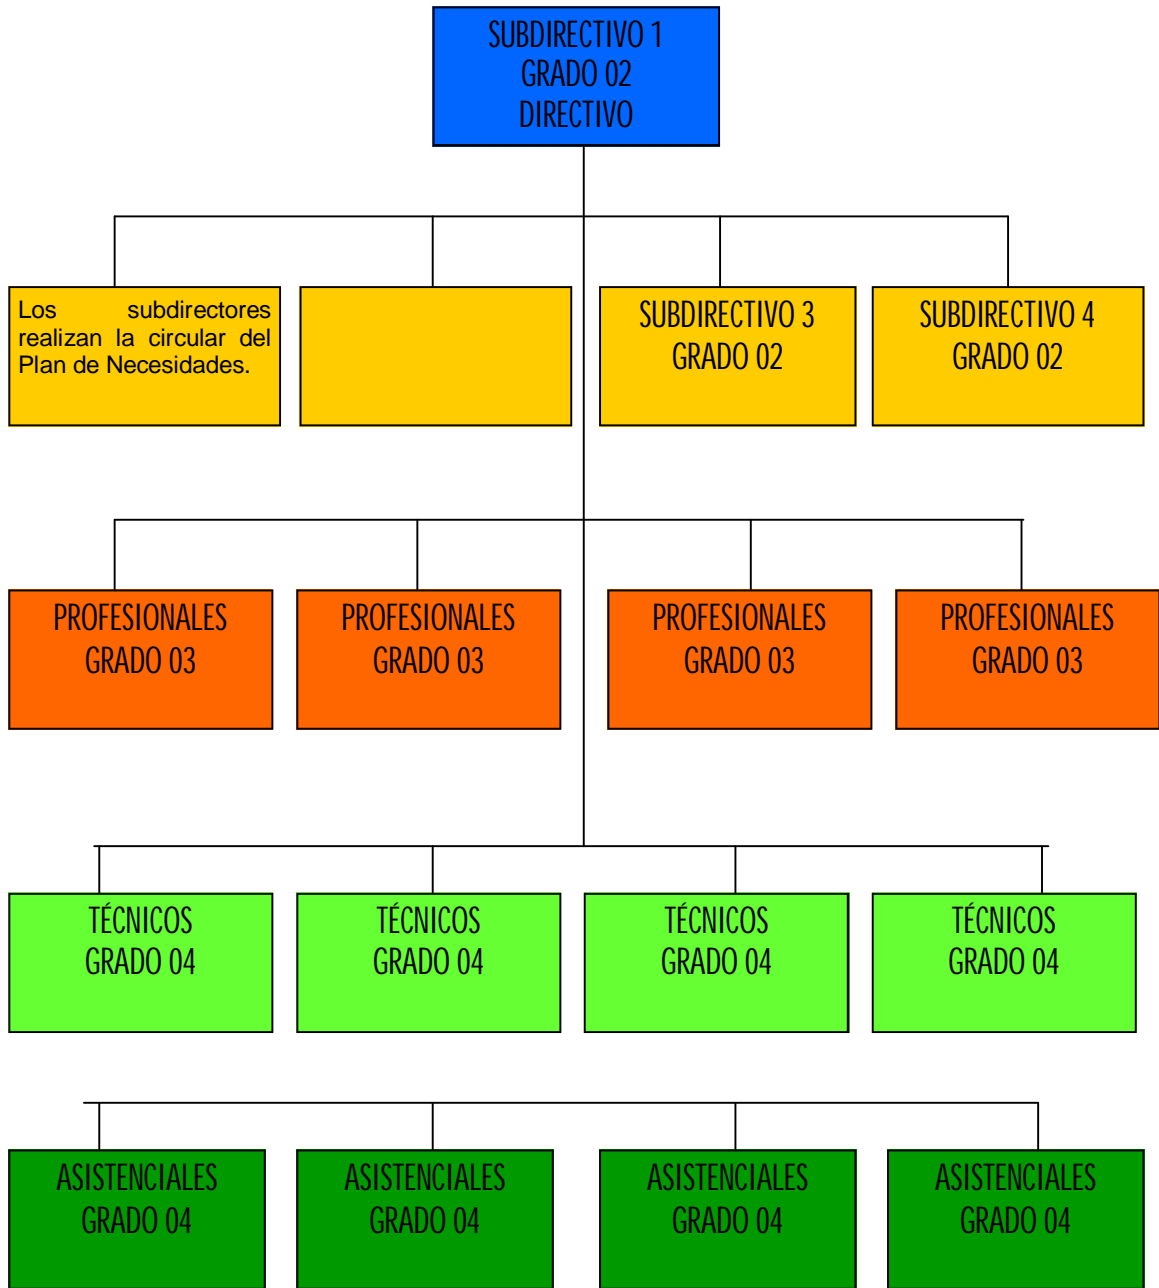 SUBDIRECTIVO 1
GRADO 02
DIRECTIVO
Los subdirectores
realizan la circular del
Plan de Necesidades.
SUBDIRECTIVO 3
GRADO 02
SUBDIRECTIVO 4
GRADO 02
PROFESIONALES
GRADO 03
PROFESIONALES
GRADO 03
PROFESIONALES
GRADO 03
PROFESIONALES
GRADO 03
TÉCNICOS
GRADO 04
TÉCNICOS
GRADO 04
TÉCNICOS
GRADO 04
TÉCNICOS
GRADO 04
ASISTENCIALES
GRADO 04
ASISTENCIALES
GRADO 04
ASISTENCIALES
GRADO 04
ASISTENCIALES
GRADO 04